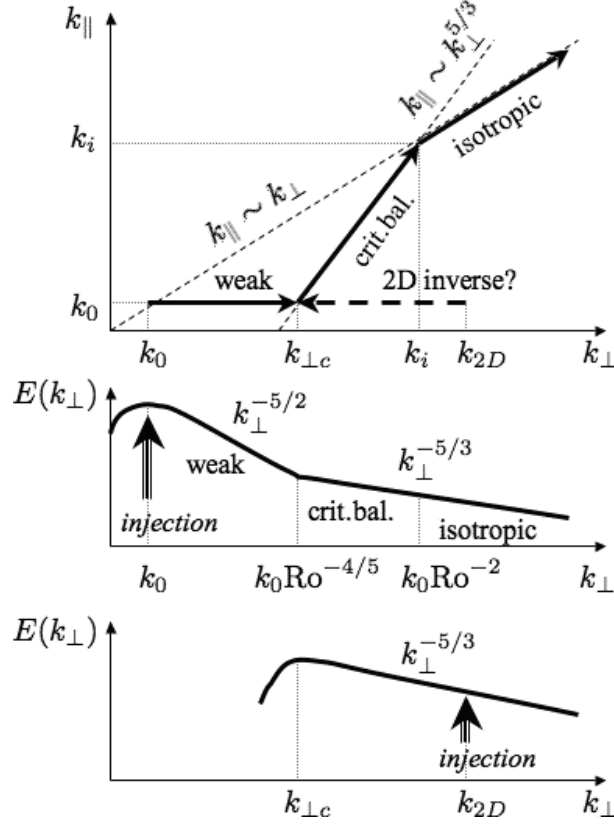 k∥
k∥ ~ k⊥^{5/3}
isotropic
k_i
k∥ ~ k⊥
crit.bal.
weak
2D inverse?
k_0
k_0 k_{⊥c} k_i k_{2D} k⊥
E(k⊥)
k⊥^{-5/2}
k⊥^{-5/3}
weak
injection
crit.bal.
isotropic
k_0 k_0Ro^{-4/5} k_0Ro^{-2} k⊥
E(k⊥)
k⊥^{-5/3}
injection
k_{⊥c} k_{2D} k⊥